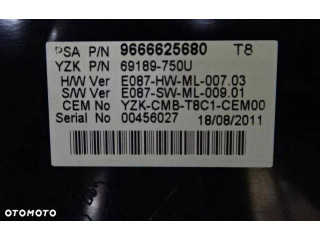 PSA P/N 9666625680 T8
YZK P/N 69189-750U
H/W Ver E087-HW-ML-007.03
S/W Ver E087-SW-ML-009.01
CEM No YZK-CMB-T8C1-CEM00
Serial No 00456027 18/08/2011
OTOMOTO
OTOMOTO